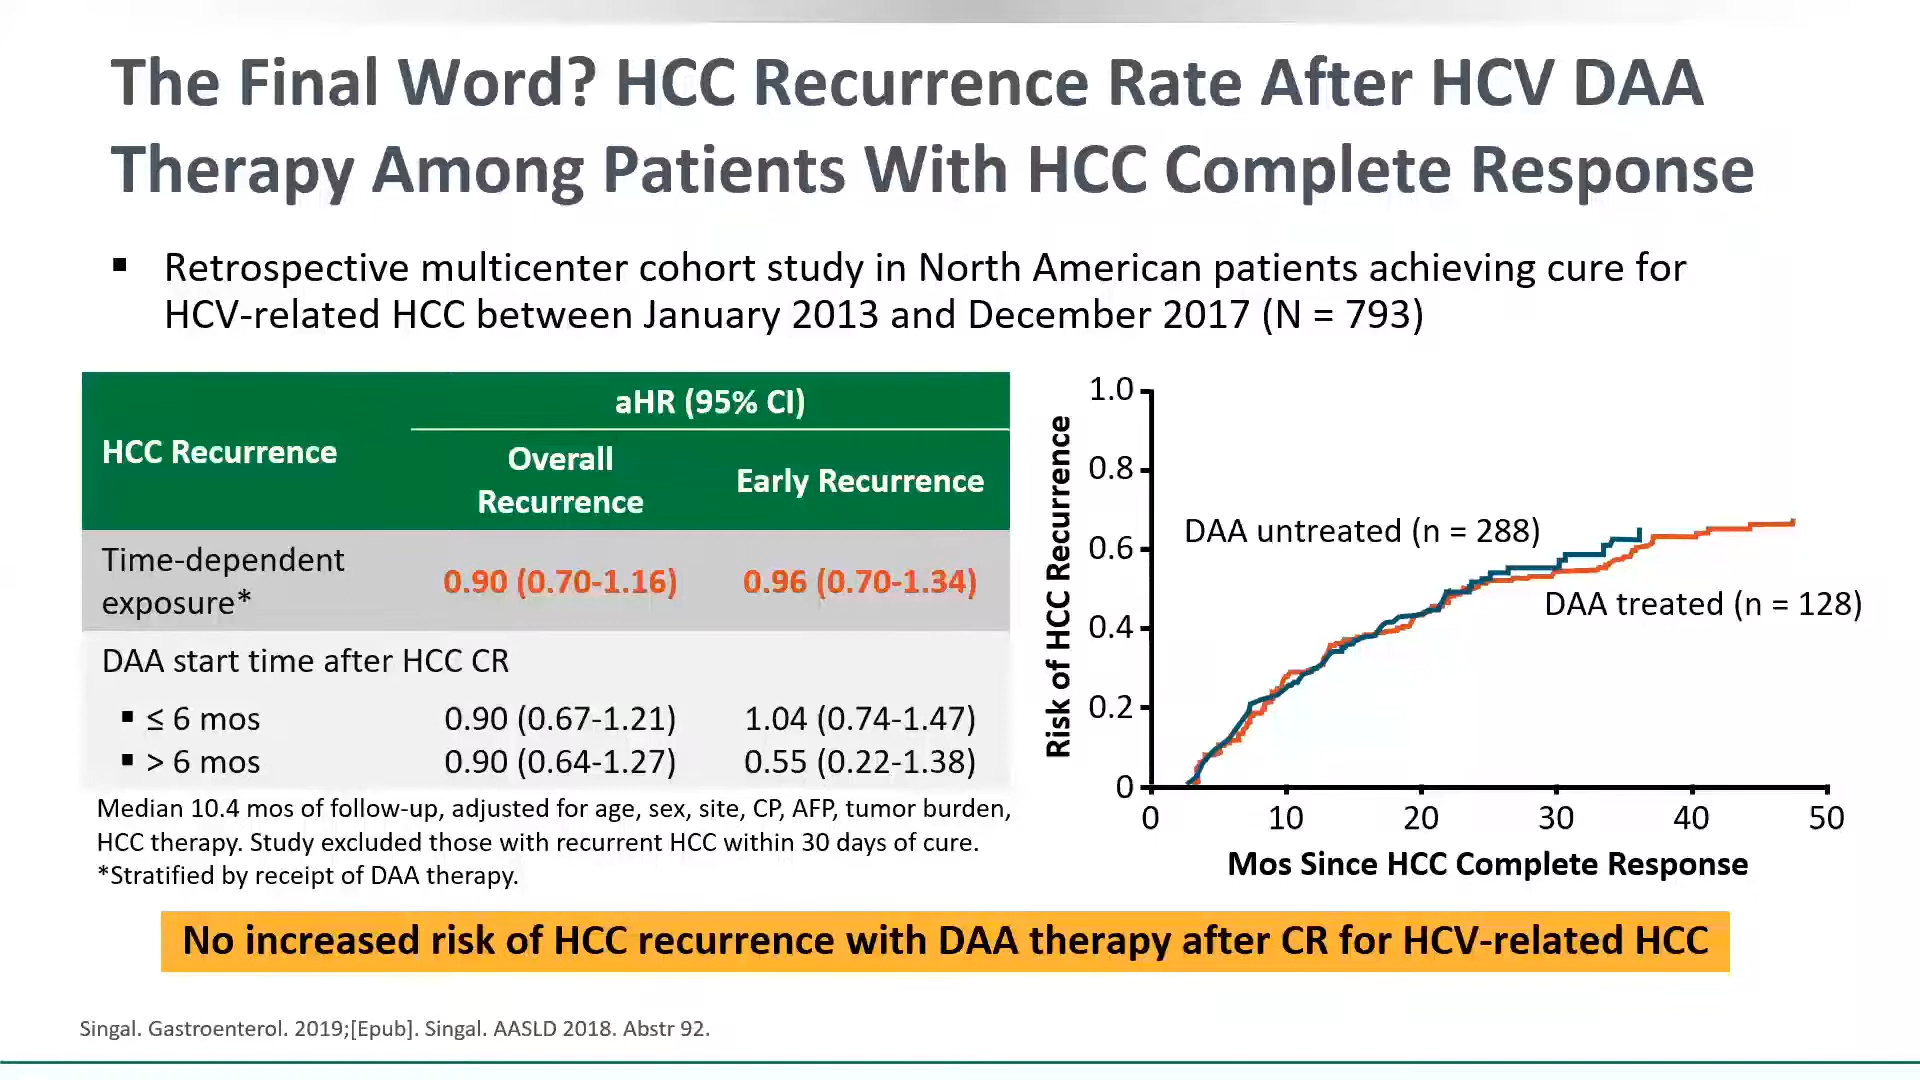 The Final Word? HCC Recurrence Rate After HCV DAA
Therapy Among Patients With HCC Complete Response
▪ Retrospective multicenter cohort study in North American patients achieving cure for
HCV-related HCC between January 2013 and December 2017 (N = 793)
HCC Recurrence
aHR (95% CI)
Overall
Recurrence
Early Recurrence
Time-dependent
exposure*
0.90 (0.70-1.16)
0.96 (0.70-1.34)
DAA start time after HCC CR
▪ ≤ 6 mos 0.90 (0.67-1.21) 1.04 (0.74-1.47)
▪ > 6 mos 0.90 (0.64-1.27) 0.55 (0.22-1.38)
Median 10.4 mos of follow-up, adjusted for age, sex, site, CP, AFP, tumor burden,
HCC therapy. Study excluded those with recurrent HCC within 30 days of cure.
*Stratified by receipt of DAA therapy.
Risk of HCC Recurrence
1.0
0.8
0.6
0.4
0.2
0
DAA untreated (n = 288)
DAA treated (n = 128)
0 10 20 30 40 50
Mos Since HCC Complete Response
No increased risk of HCC recurrence with DAA therapy after CR for HCV-related HCC
Singal. Gastroenterol. 2019;[Epub]. Singal. AASLD 2018. Abstr 92.